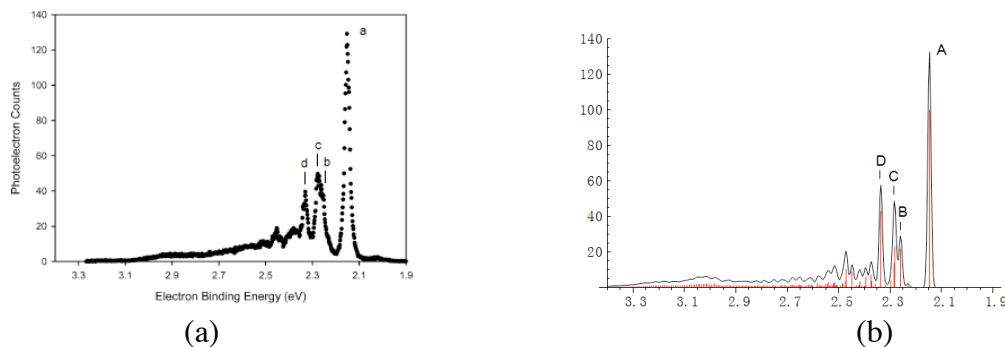 140
120
100
80
60
40
20
0
Photoelectron Counts
a
d
c
b
3.3 3.1 2.9 2.7 2.5 2.3 2.1 1.9
Electron Binding Energy (eV)
(a)
140
120
100
80
60
40
20
A
D
C
B
3.3 3.1 2.9 2.7 2.5 2.3 2.1 1.9
(b)